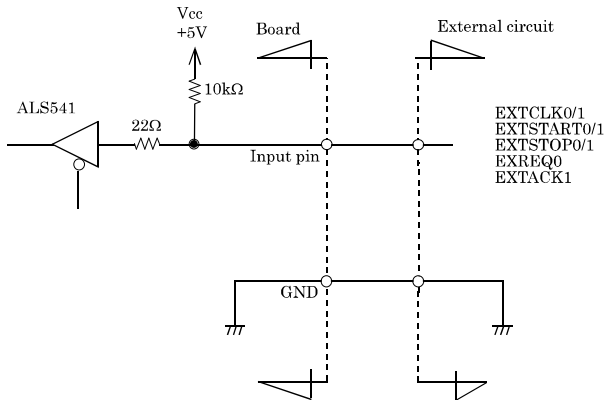 Vcc
+5V
Board
External circuit
10kΩ
ALS541
22Ω
Input pin
EXTCLK0/1
EXTSTART0/1
EXTSTOP0/1
EXREQ0
EXTACK1
GND